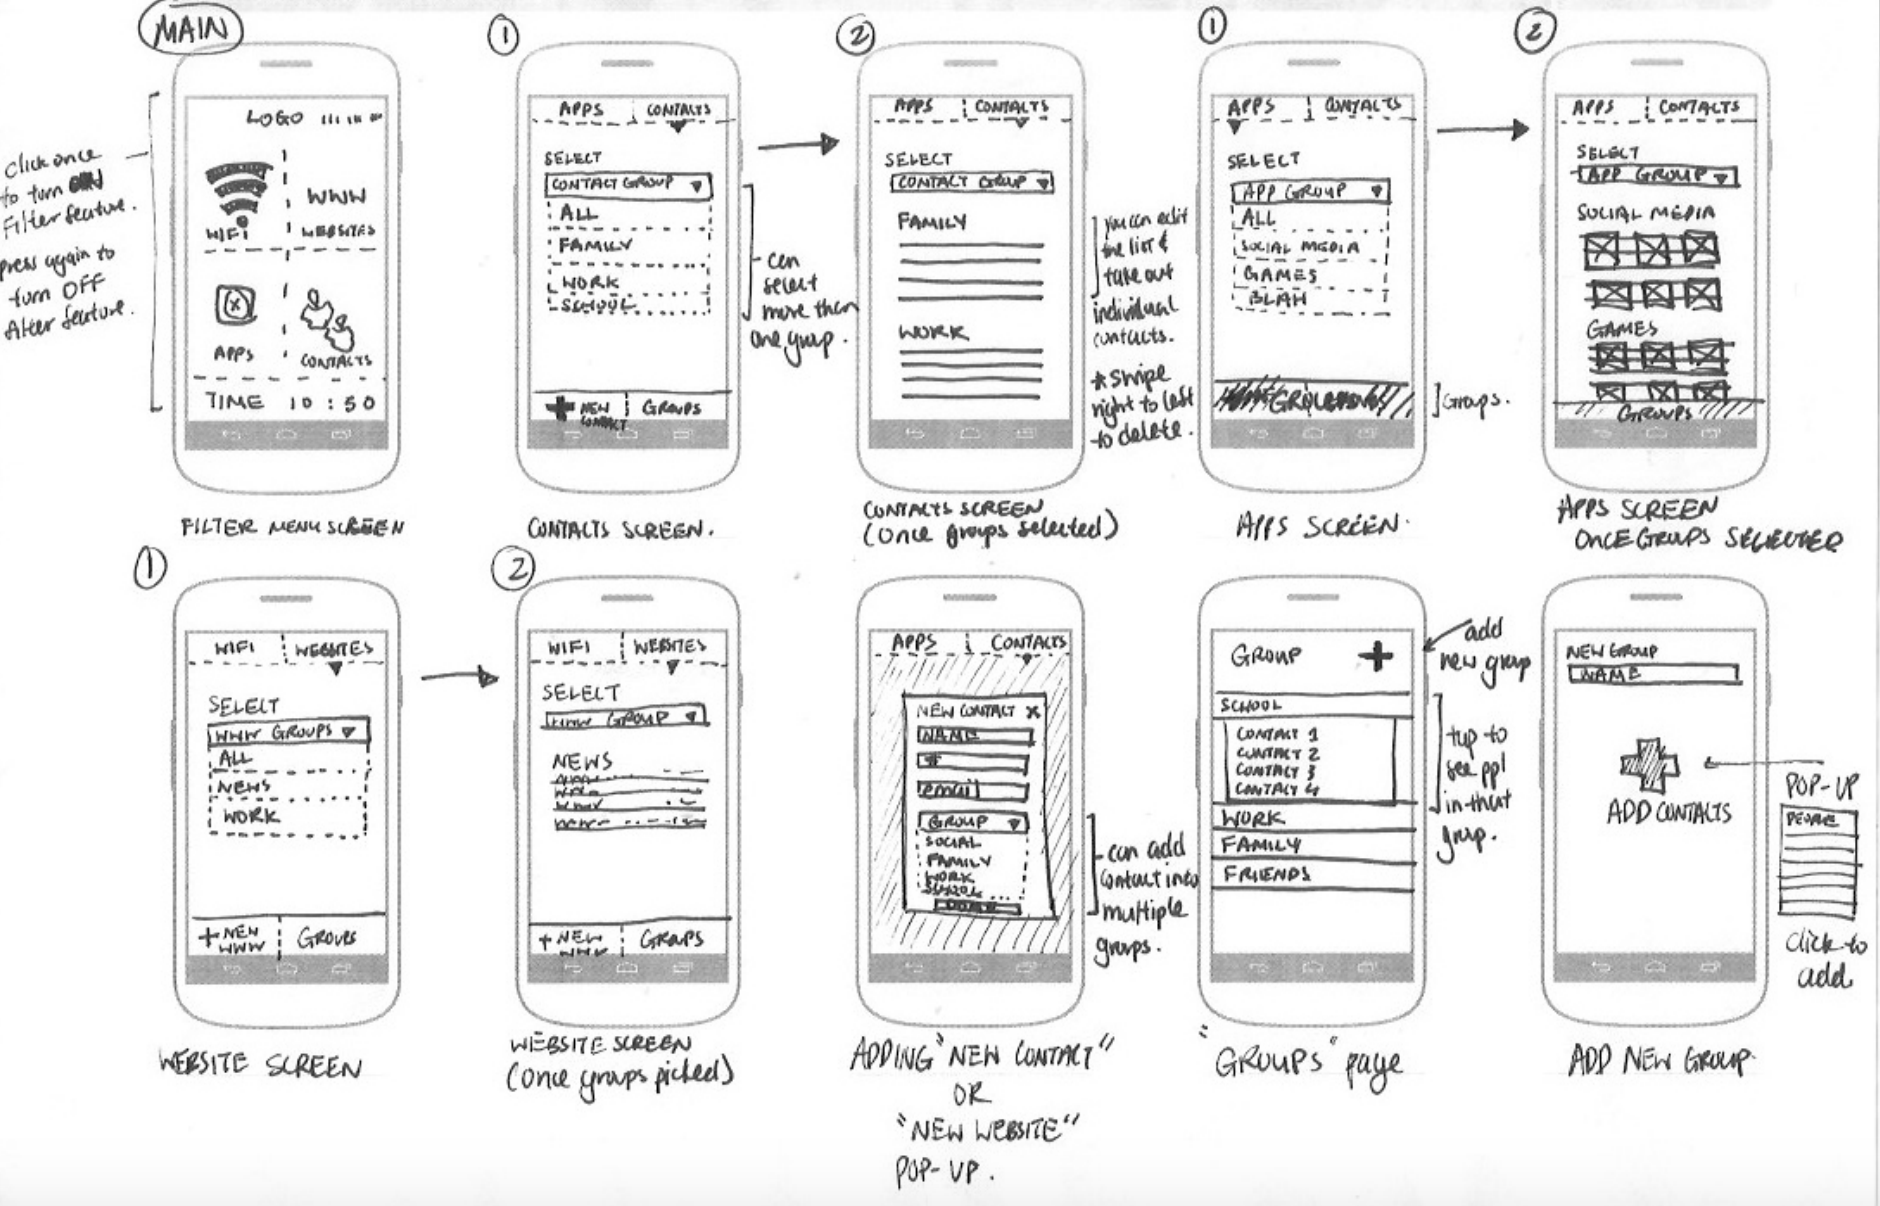 MAIN
click once
to turn ON
Filter feature.
press again to
turn OFF
filter feature.
LOGO
WIFI
WWW
WEBSITES
APPS
CONTACTS
TIME 10:50
FILTER MENU SCREEN
1
APPS CONTACTS
SELECT
CONTACT GROUP
ALL
FAMILY
WORK
SCHOOL
+ NEW
CONTACT
GROUPS
can
select
more than
one group.
CONTACTS SCREEN.
2
APPS CONTACTS
SELECT
CONTACT GROUP
FAMILY
WORK
you can edit
the list &
take out
individual
contacts.
* swipe
right to left
to delete.
CONTACTS SCREEN
(once groups selected)
1
APPS CONTACTS
SELECT
APP GROUP
ALL
SOCIAL MEDIA
GAMES
BLAH
Groups.
APPS SCREEN.
2
APPS CONTACTS
SELECT
APP GROUP
SOCIAL MEDIA
GAMES
GROUPS
APPS SCREEN
ONCE GROUPS SELECTED
1
WIFI WEBSITES
SELECT
WWW GROUPS
ALL
NEWS
WORK
+ NEW
WWW
GROUPS
WEBSITE SCREEN
2
WIFI WEBSITES
SELECT
WWW GROUP
NEWS
+ NEW
WWW
GROUPS
WEBSITE SCREEN
(once groups picked)
APPS CONTACTS
NEW CONTACT X
NAME
#
email
GROUP
SOCIAL
FAMILY
WORK
SCHOOL
DONE
can add
contact into
multiple
groups.
ADDING "NEW CONTACT"
OR
"NEW WEBSITE"
POP-UP.
GROUP +
SCHOOL
CONTACT 1
CONTACT 2
CONTACT 3
CONTACT 4
WORK
FAMILY
FRIENDS
add
new group
tap to
see ppl
in that
group.
"GROUPS" page
NEW GROUP
NAME
ADD CONTACTS
POP-UP
PEOPLE
click to
add
ADD NEW GROUP.